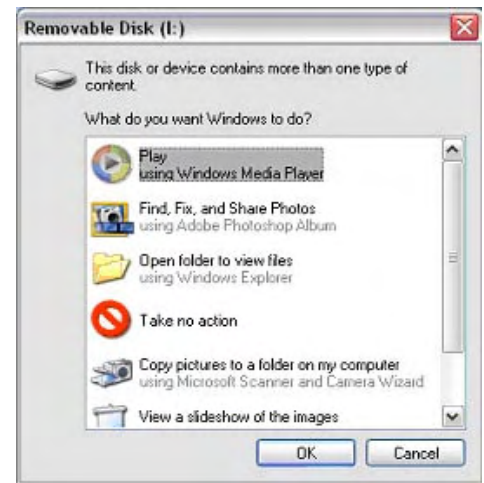 Removable Disk (I:)
This disk or device contains more than one type of
content.
What do you want Windows to do?
Play
using Windows Media Player
Find, Fix, and Share Photos
using Adobe Photoshop Album
Open folder to view files
using Windows Explorer
Take no action
Copy pictures to a folder on my computer
using Microsoft Scanner and Camera Wizard
View a slideshow of the images
OK
Cancel